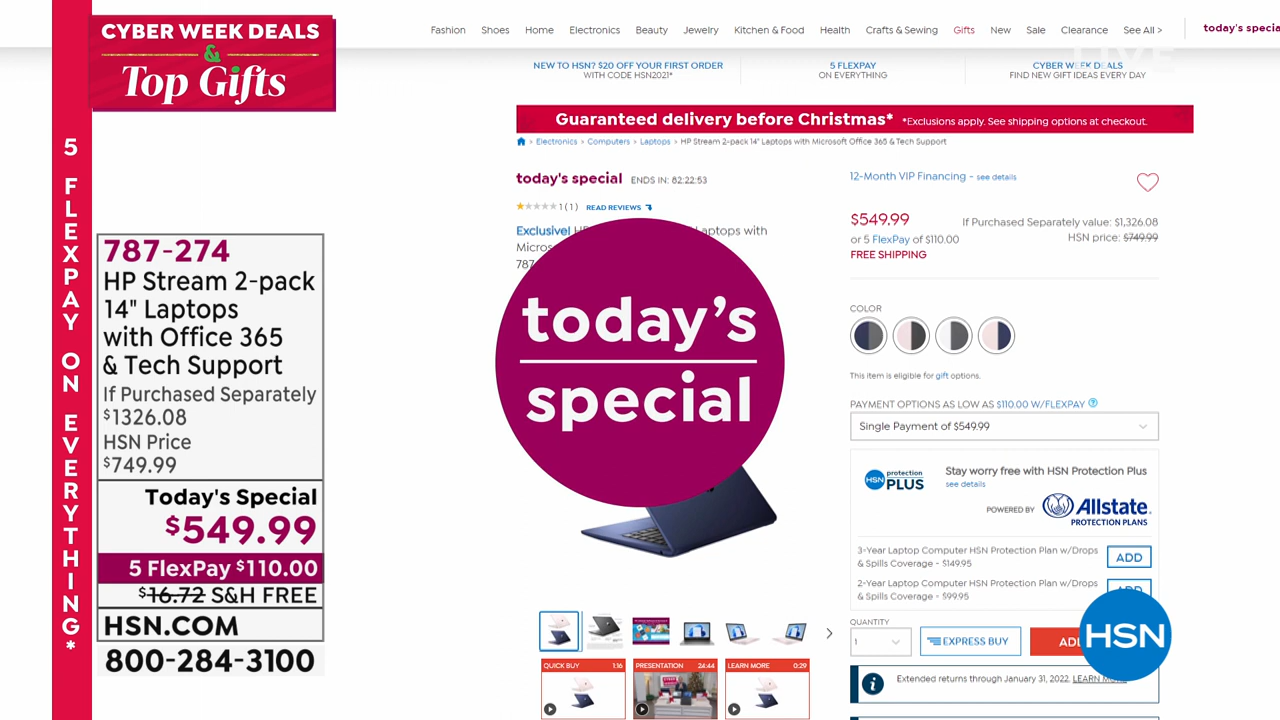 CYBER WEEK DEALS
&
Top Gifts
5 FLEXPAY ON EVERYTHING*
787-274
HP Stream 2-pack
14" Laptops
with Office 365
& Tech Support
If Purchased Separately
$1326.08
HSN Price
$749.99
Today's Special
$549.99
5 FlexPay $110.00
$16.72 S&H FREE
HSN.COM
800-284-3100
Fashion Shoes Home Electronics Beauty Jewelry Kitchen & Food Health Crafts & Sewing Gifts New Sale Clearance See All >
today's specia
LIVE
NEW TO HSN? $20 OFF YOUR FIRST ORDER
WITH CODE HSN2021*
5 FLEXPAY
ON EVERYTHING
CYBER WEEK DEALS
FIND NEW GIFT IDEAS EVERY DAY
Guaranteed delivery before Christmas* *Exclusions apply. See shipping options at checkout.
> Electronics > Computers > Laptops > HP Stream 2-pack 14" Laptops with Microsoft Office 365 & Tech Support
today's special ENDS IN: 82:22:53
1 (1) READ REVIEWS
Exclusive! H
aptops with
Micros
787
today's
special
12-Month VIP Financing - see details
$549.99
or 5 FlexPay of $110.00
FREE SHIPPING
If Purchased Separately value: $1,326.08
HSN price: $749.99
COLOR
This item is eligible for gift options.
PAYMENT OPTIONS AS LOW AS $110.00 W/FLEXPAY ?
Single Payment of $549.99
HSN protection PLUS
Stay worry free with HSN Protection Plus
see details
POWERED BY Allstate.
PROTECTION PLANS
3-Year Laptop Computer HSN Protection Plan w/Drops
& Spills Coverage - $149.95
ADD
2-Year Laptop Computer HSN Protection Plan w/Drops
& Spills Coverage - $99.95
ADD
QUANTITY
1
EXPRESS BUY
ADD
HSN
Extended returns through January 31, 2022. LEARN MORE
QUICK BUY 1:16
PRESENTATION 24:44
LEARN MORE 0:29